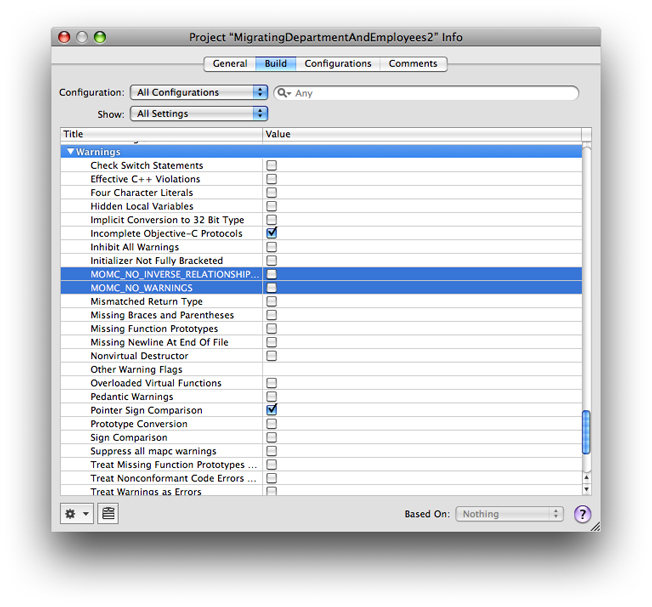 Project “MigratingDepartmentAndEmployees2” Info
General Build Configurations Comments
Configuration: All Configurations Any
Show: All Settings
Title Value
Warnings
Check Switch Statements
Effective C++ Violations
Four Character Literals
Hidden Local Variables
Implicit Conversion to 32 Bit Type
Incomplete Objective-C Protocols
Inhibit All Warnings
Initializer Not Fully Bracketed
MOMC_NO_INVERSE_RELATIONSHIP...
MOMC_NO_WARNINGS
Mismatched Return Type
Missing Braces and Parentheses
Missing Function Prototypes
Missing Newline At End Of File
Nonvirtual Destructor
Other Warning Flags
Overloaded Virtual Functions
Pedantic Warnings
Pointer Sign Comparison
Prototype Conversion
Sign Comparison
Suppress all mapc warnings
Treat Missing Function Prototypes ...
Treat Nonconformant Code Errors ...
Treat Warnings as Errors
Based On: Nothing ?